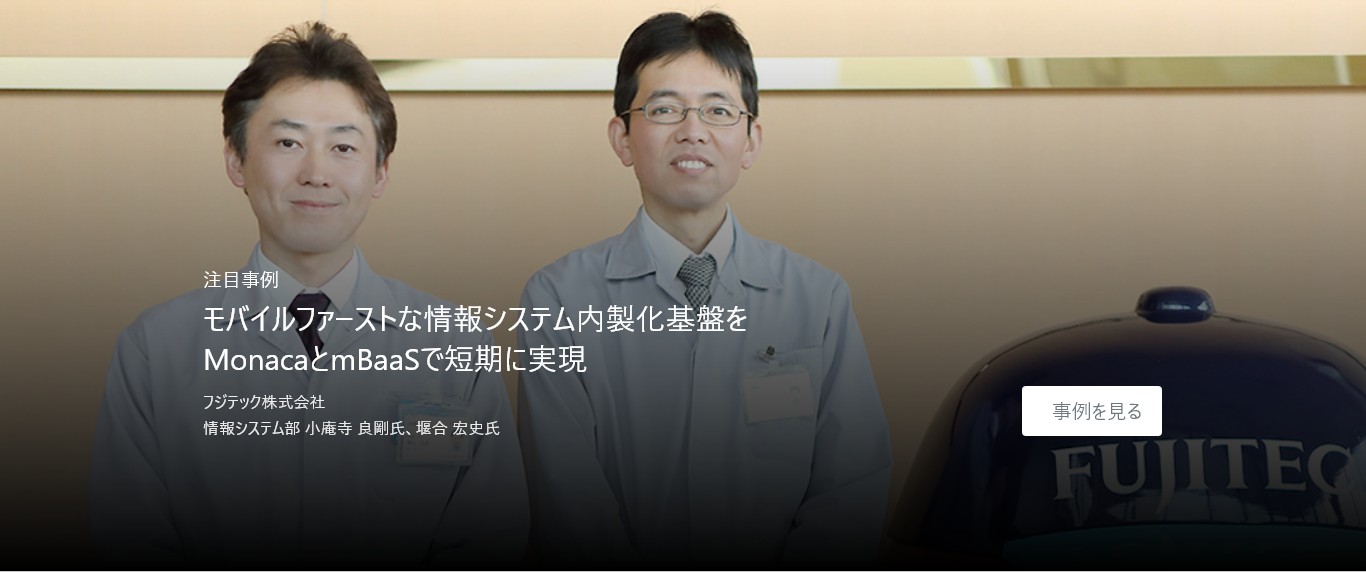 注目事例
モバイルファーストな情報システム内製化基盤を
MonacaとmBaaSで短期に実現
フジテック株式会社
情報システム部 小庵寺 良剛氏、堰合 宏史氏
事例を見る
FUJITEC